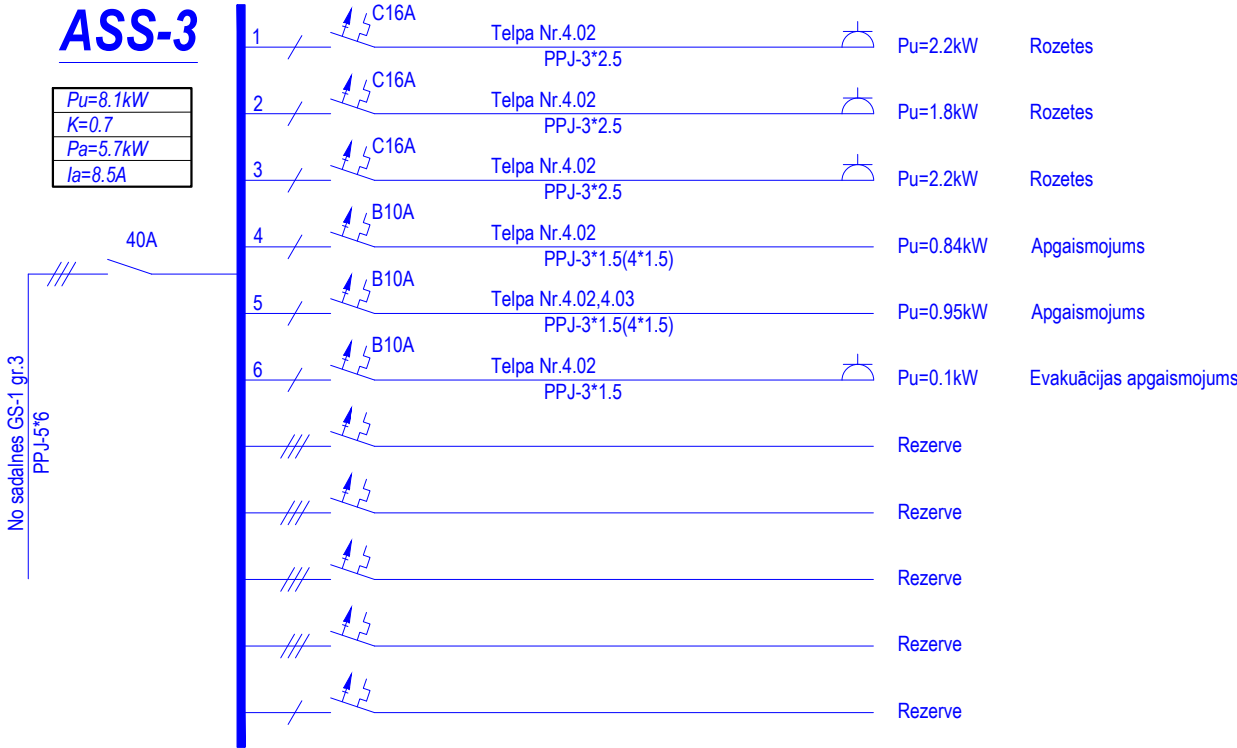 ASS-3
Pu=8.1kW
K=0.7
Pa=5.7kW
Ia=8.5A
40A
No sadalnes GS-1 gr.3
PPJ-5*6
1
C16A
Telpa Nr.4.02
PPJ-3*2.5
Pu=2.2kW
Rozetes
2
C16A
Telpa Nr.4.02
PPJ-3*2.5
Pu=1.8kW
Rozetes
3
C16A
Telpa Nr.4.02
PPJ-3*2.5
Pu=2.2kW
Rozetes
4
B10A
Telpa Nr.4.02
PPJ-3*1.5(4*1.5)
Pu=0.84kW
Apgaismojums
5
B10A
Telpa Nr.4.02,4.03
PPJ-3*1.5(4*1.5)
Pu=0.95kW
Apgaismojums
6
B10A
Telpa Nr.4.02
PPJ-3*1.5
Pu=0.1kW
Evakuācijas apgaismojums
Rezerve
Rezerve
Rezerve
Rezerve
Rezerve